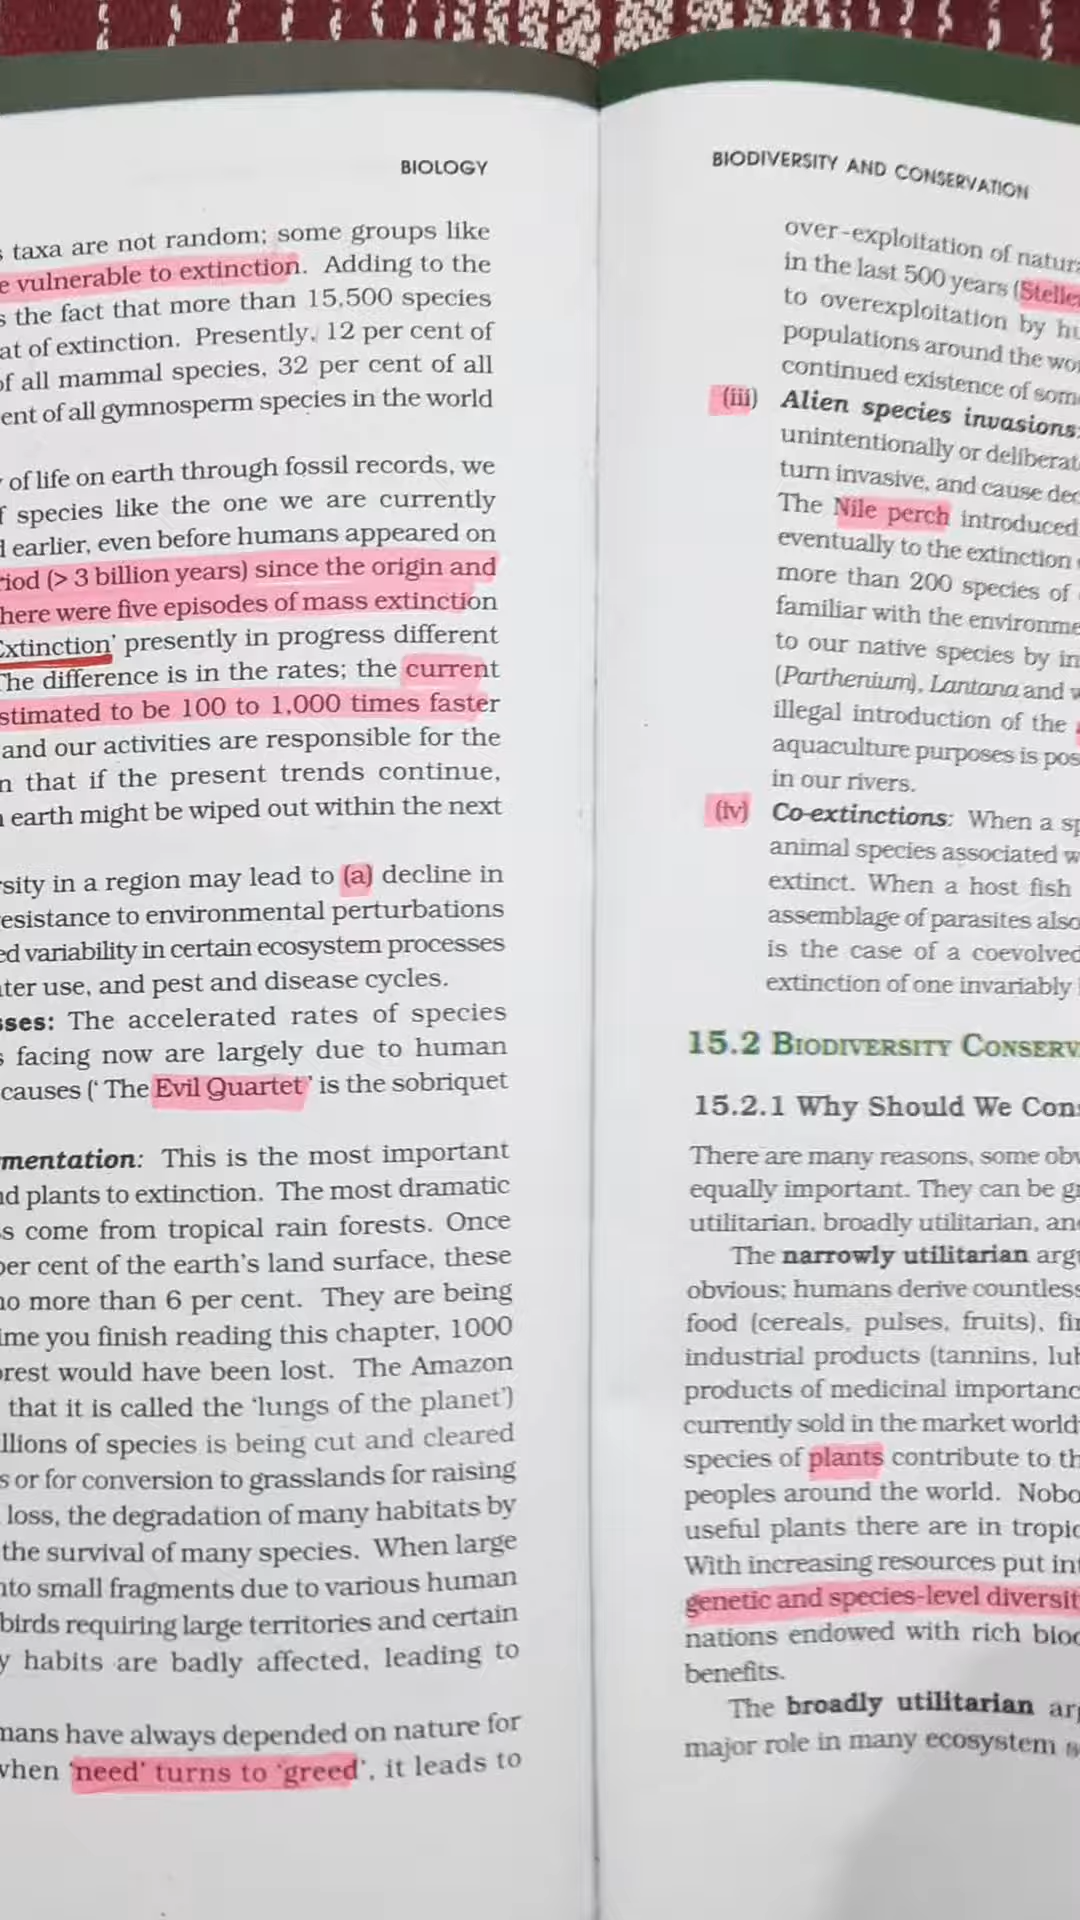 BIOLOGY
taxa are not random; some groups like
vulnerable to extinction. Adding to the
the fact that more than 15,500 species
of extinction. Presently, 12 per cent of
of all mammal species, 32 per cent of all
of all gymnosperm species in the world
of life on earth through fossil records, we
species like the one we are currently
earlier, even before humans appeared on
(> 3 billion years) since the origin and
here were five episodes of mass extinction
Extinction' presently in progress different
The difference is in the rates; the current
stimated to be 100 to 1,000 times faster
and our activities are responsible for the
that if the present trends continue,
earth might be wiped out within the next
in a region may lead to (a) decline in
resistance to environmental perturbations
variability in certain ecosystem processes
use, and pest and disease cycles.
The accelerated rates of species
facing now are largely due to human
causes ('The Evil Quartet' is the sobriquet
mentation: This is the most important
plants to extinction. The most dramatic
come from tropical rain forests. Once
per cent of the earth's land surface, these
no more than 6 per cent. They are being
ime you finish reading this chapter, 1000
orest would have been lost. The Amazon
that it is called the 'lungs of the planet')
llions of species is being cut and cleared
or for conversion to grasslands for raising
loss, the degradation of many habitats by
the survival of many species. When large
nto small fragments due to various human
birds requiring large territories and certain
habits are badly affected, leading to
mans have always depended on nature for
when 'need' turns to 'greed', it leads to
BIODIVERSITY AND CONSERVATION
over-exploitation of natur
in the last 500 years (Stelle
to overexploitation by hu
populations around the wo
continued existence of som
(iii) Alien species invasions:
unintentionally or deliberat
turn invasive, and cause dec
The Nile perch introduced
eventually to the extinction
more than 200 species of
familiar with the environme
to our native species by in
(Parthenium), Lantana and w
illegal introduction of the
aquaculture purposes is pos
in our rivers.
(iv) Co-extinctions: When a sp
animal species associated w
extinct. When a host fish
assemblage of parasites also
is the case of a coevolved
extinction of one invariably
15.2 BIODIVERSITY CONSERV
15.2.1 Why Should We Con
There are many reasons, some obv
equally important. They can be gr
utilitarian, broadly utilitarian, and
The narrowly utilitarian argu
obvious; humans derive countless
food (cereals, pulses, fruits), fir
industrial products (tannins, lub
products of medicinal importanc
currently sold in the market world
species of plants contribute to th
peoples around the world. Nobo
useful plants there are in tropic
With increasing resources put int
genetic and species-level diversit
nations endowed with rich biod
benefits.
The broadly utilitarian arg
major role in many ecosystem s